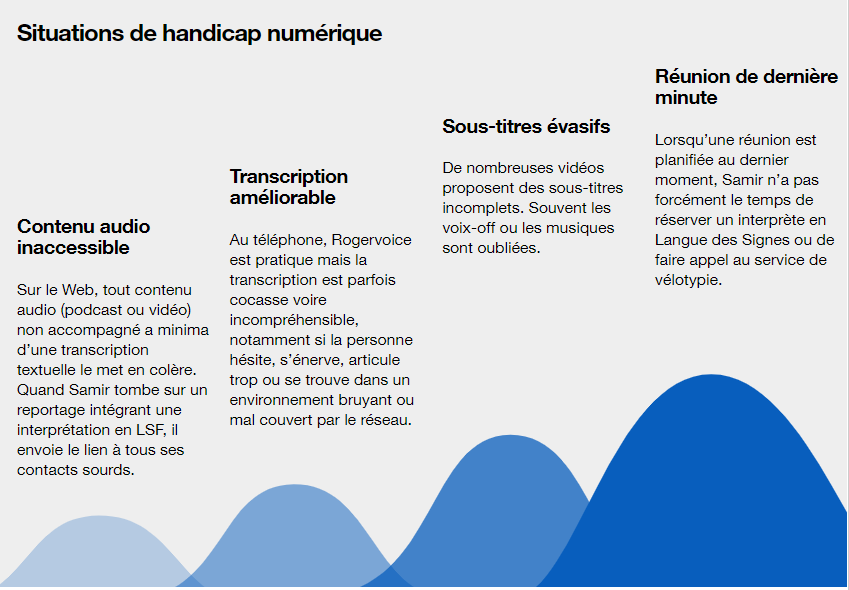 Situations de handicap numérique
Contenu audio
inaccessible
Sur le Web, tout contenu
audio (podcast ou vidéo)
non accompagné a minima
d’une transcription
textuelle le met en colère.
Quand Samir tombe sur un
reportage intégrant une
interprétation en LSF, il
envoie le lien à tous ses
contacts sourds.
Transcription
améliorable
Au téléphone, Rogervoice
est pratique mais la
transcription est parfois
cocasse voire
incompréhensible,
notamment si la personne
hésite, s’énerve, articule
trop ou se trouve dans un
environnement bruyant ou
mal couvert par le réseau.
Sous-titres évasifs
De nombreuses vidéos
proposent des sous-titres
incomplets. Souvent les
voix-off ou les musiques
sont oubliées.
Réunion de dernière
minute
Lorsqu’une réunion est
planifiée au dernier
moment, Samir n’a pas
forcément le temps de
réserver un interprète en
Langue des Signes ou de
faire appel au service de
vélotypie.